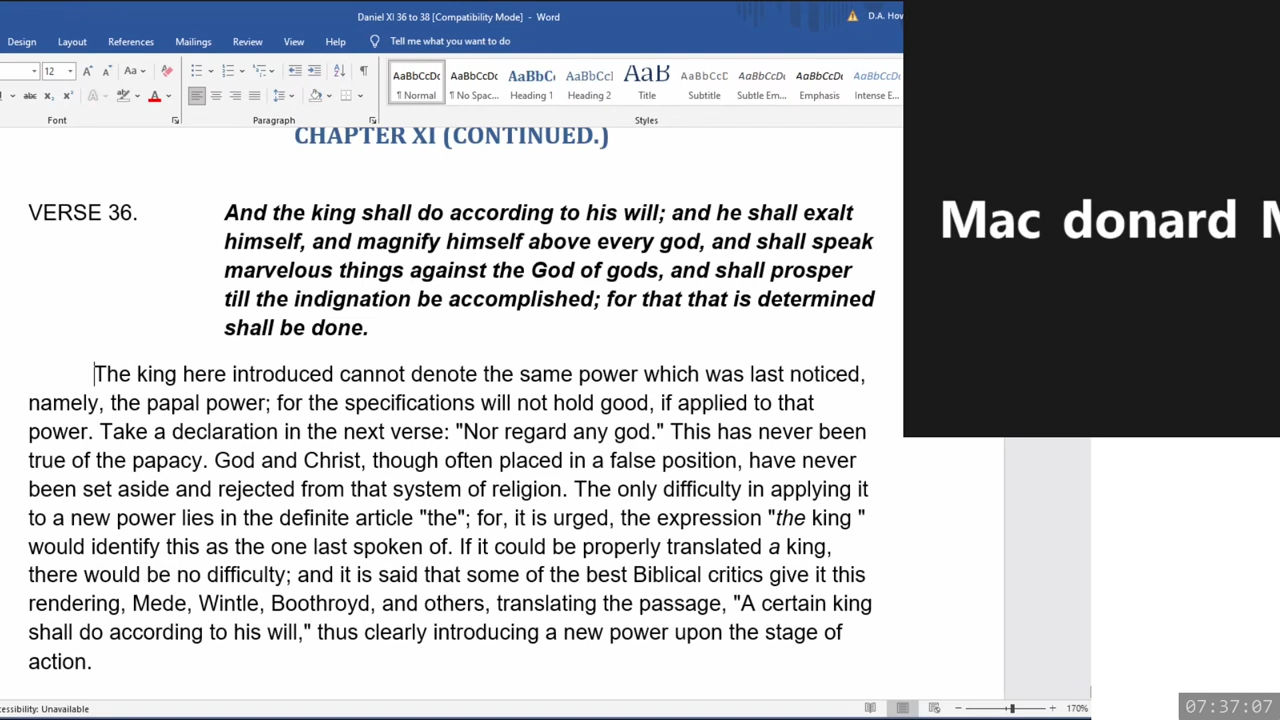 Daniel XI 36 to 38 [Compatibility Mode] - Word
D.A. How
Design Layout References Mailings Review View Help Tell me what you want to do
12 Aa
AaBbCcDc AaBbCcDc AaBbCc AaBbCcI AaB AaBbCcD AaBbCcDc AaBbCcDc AaBbCcDc
abc x x A A
¶ Normal ¶ No Spac... Heading 1 Heading 2 Title Subtitle Subtle Em... Emphasis Intense E...
Font Paragraph Styles
CHAPTER XI (CONTINUED.)
VERSE 36. And the king shall do according to his will; and he shall exalt
himself, and magnify himself above every god, and shall speak
marvelous things against the God of gods, and shall prosper
till the indignation be accomplished; for that that is determined
shall be done.
The king here introduced cannot denote the same power which was last noticed,
namely, the papal power; for the specifications will not hold good, if applied to that
power. Take a declaration in the next verse: "Nor regard any god." This has never been
true of the papacy. God and Christ, though often placed in a false position, have never
been set aside and rejected from that system of religion. The only difficulty in applying it
to a new power lies in the definite article "the"; for, it is urged, the expression "the king "
would identify this as the one last spoken of. If it could be properly translated a king,
there would be no difficulty; and it is said that some of the best Biblical critics give it this
rendering, Mede, Wintle, Boothroyd, and others, translating the passage, "A certain king
shall do according to his will," thus clearly introducing a new power upon the stage of
action.
Mac donard M
cessibility: Unavailable
170%
07:37:07